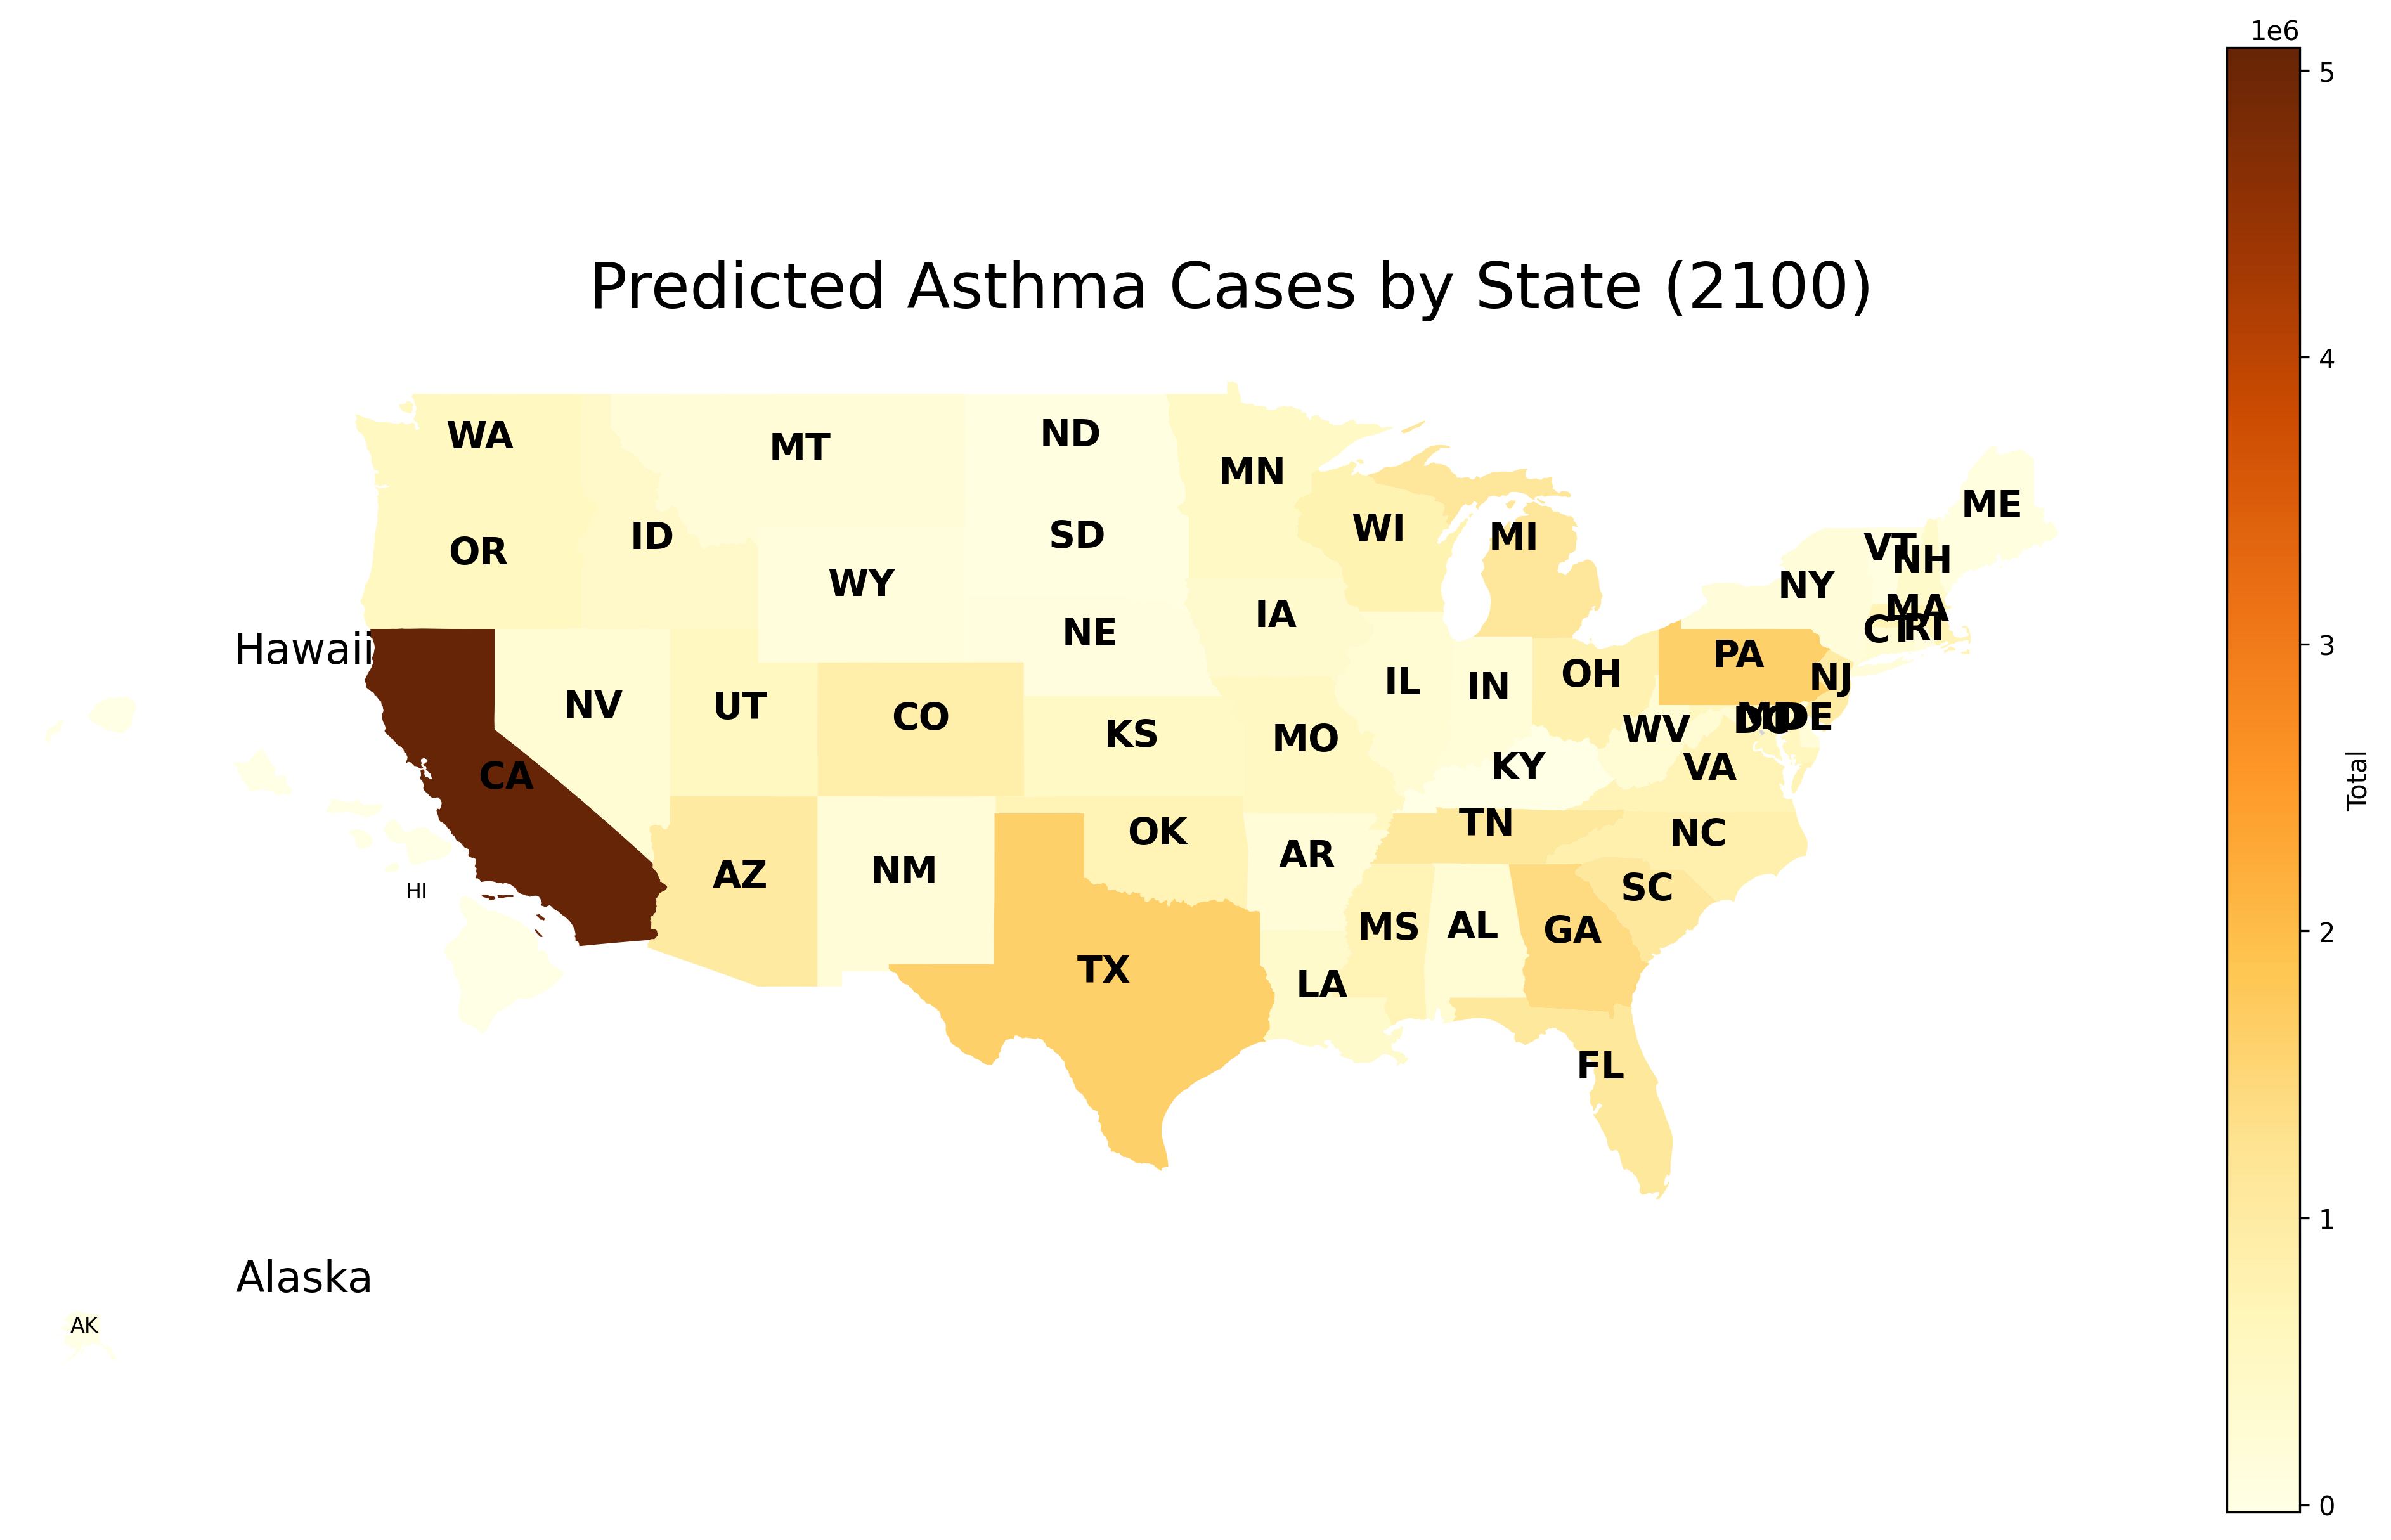 1e6
Predicted Asthma Cases by State (2100)
WA
MT
ND
MN
ME
OR
ID
SD
WI
MI
VT
NH
WY
NY
IA
MA
NE
CT
RI
Hawaii
PA
NV
UT
CO
KS
MO
IL
IN
OH
NJ
WV
DC
MD
DE
CA
KY
VA
OK
TN
NC
AZ
NM
AR
SC
HI
MS
AL
GA
TX
LA
FL
Alaska
AK
5
4
3
2
1
0
Total